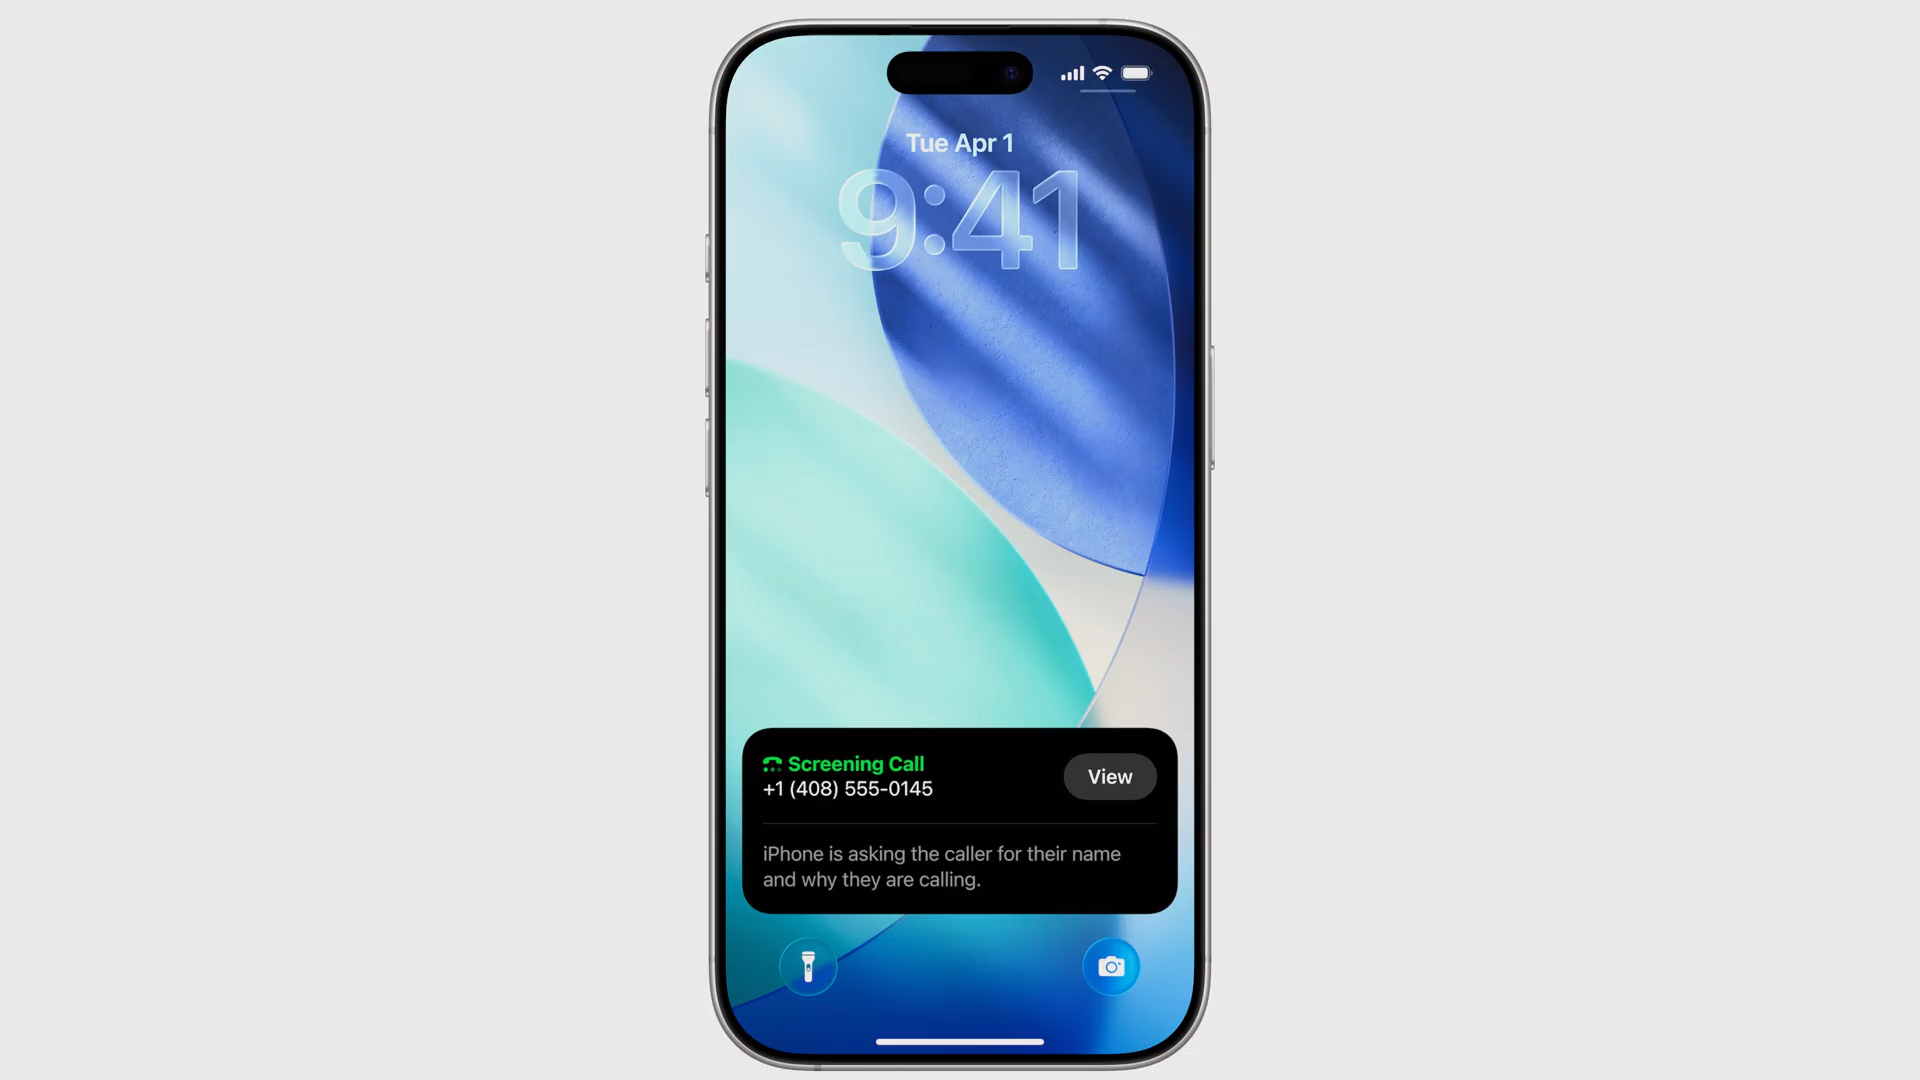 Tue Apr 1
9:41
Screening Call
+1 (408) 555-0145
View
iPhone is asking the caller for their name
and why they are calling.